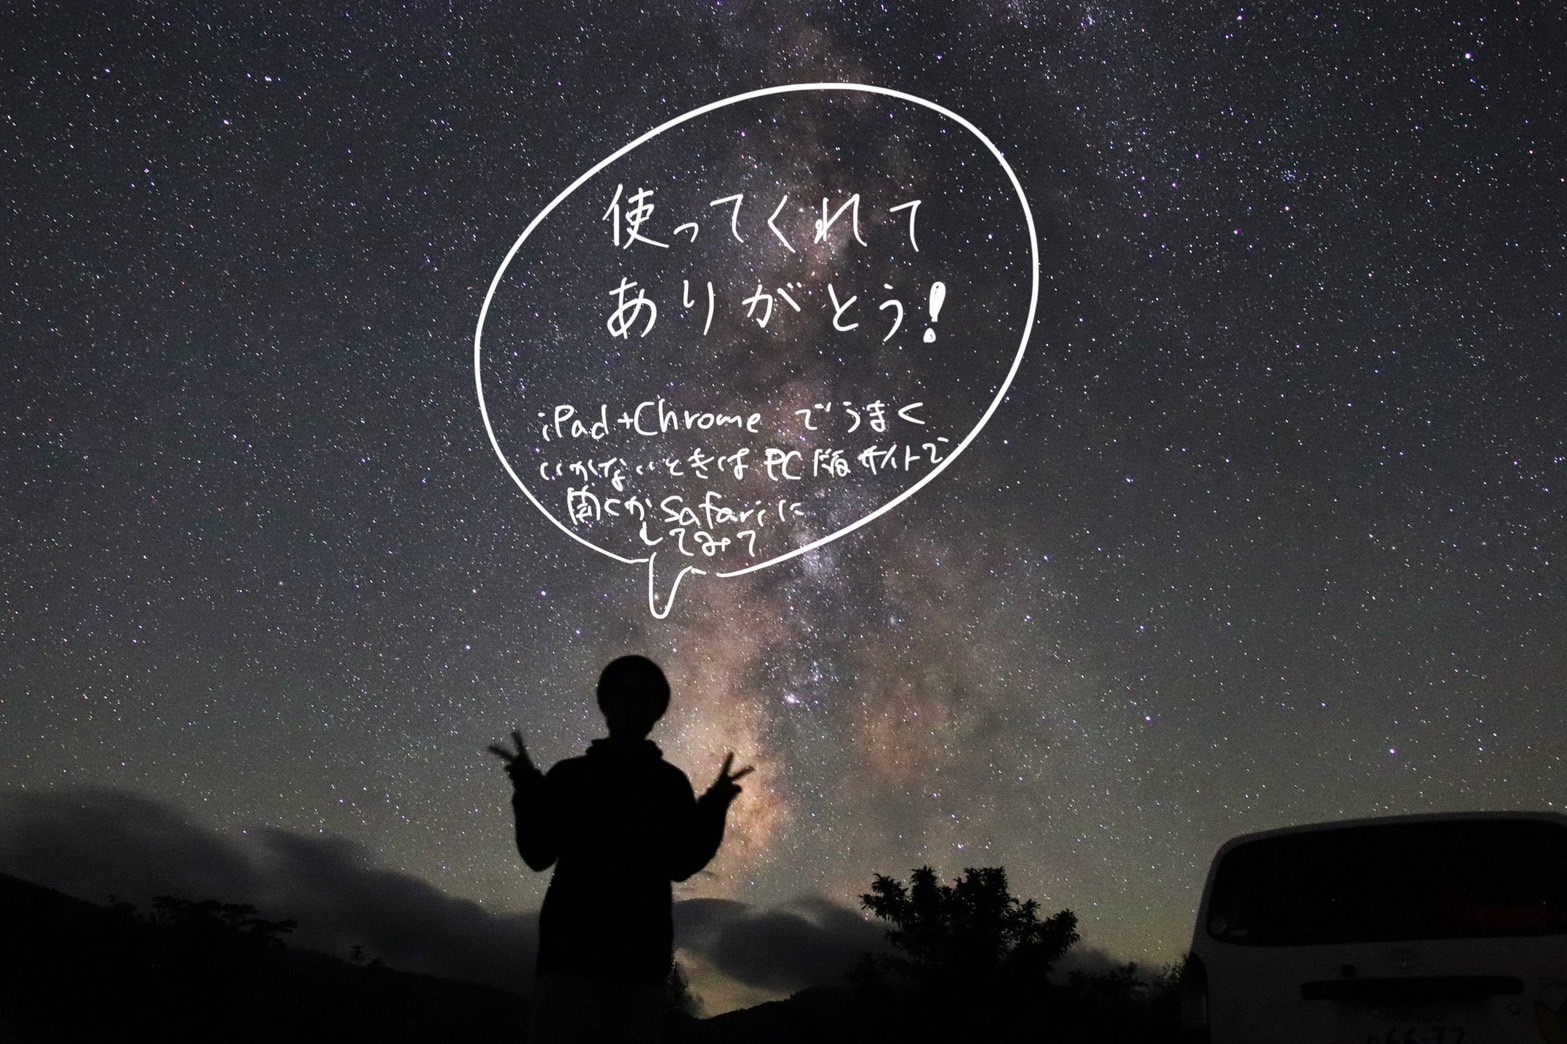 使ってくれて
ありがとう!
iPad+Chrome でうまく
いかないときは PC版サイトで
開くか Safariに
してみて
66-72